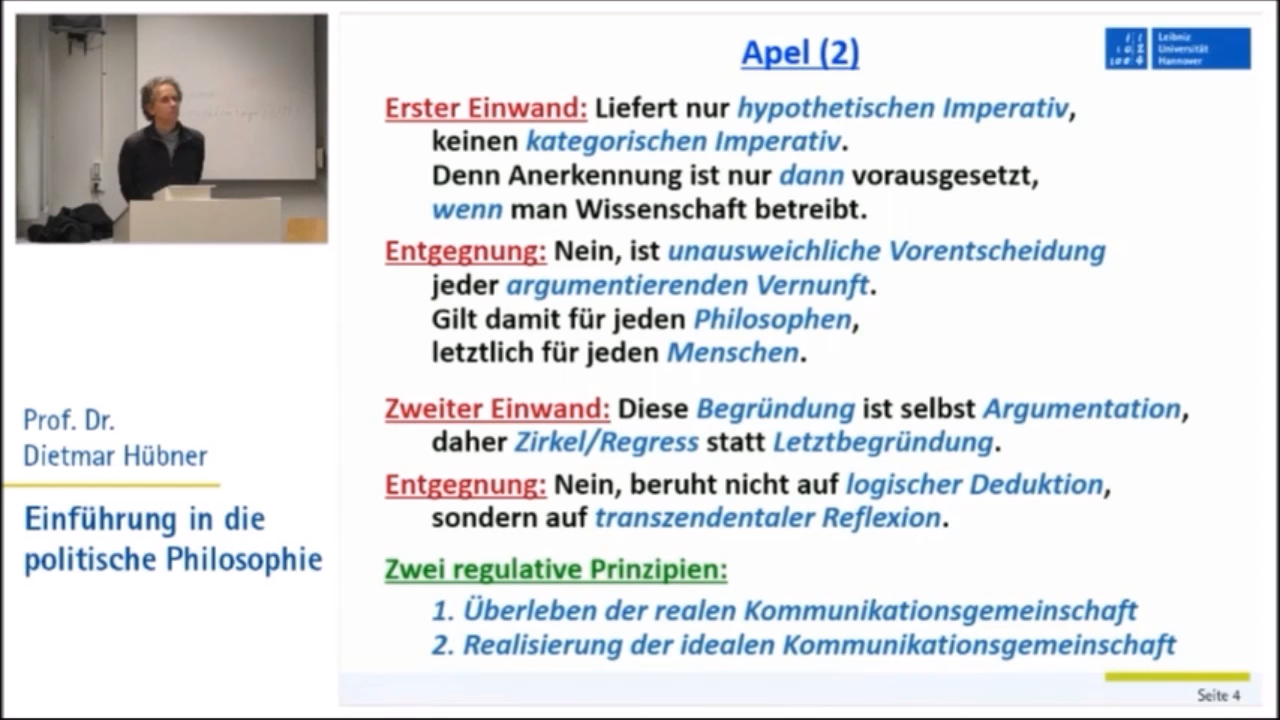 Apel (2)
Leibniz
Universität
Hannover
Erster Einwand: Liefert nur hypothetischen Imperativ,
keinen kategorischen Imperativ.
Denn Anerkennung ist nur dann vorausgesetzt,
wenn man Wissenschaft betreibt.
Entgegnung: Nein, ist unausweichliche Vorentscheidung
jeder argumentierenden Vernunft.
Gilt damit für jeden Philosophen,
letztlich für jeden Menschen.
Zweiter Einwand: Diese Begründung ist selbst Argumentation,
daher Zirkel/Regress statt Letztbegründung.
Entgegnung: Nein, beruht nicht auf logischer Deduktion,
sondern auf transzendentaler Reflexion.
Zwei regulative Prinzipien:
1. Überleben der realen Kommunikationsgemeinschaft
2. Realisierung der idealen Kommunikationsgemeinschaft
Seite 4
Prof. Dr.
Dietmar Hübner
Einführung in die
politische Philosophie